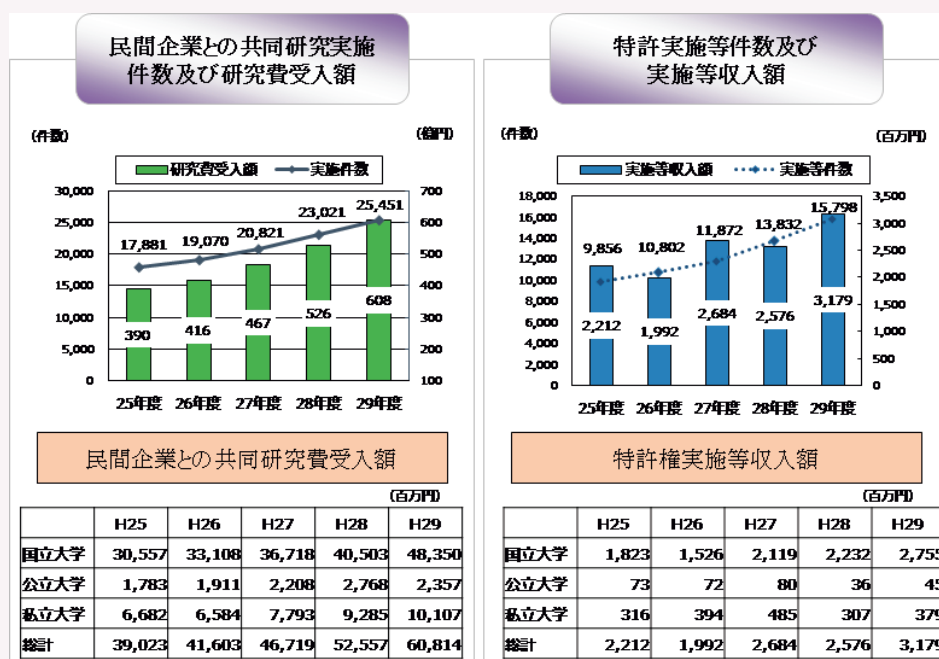 民間企業との共同研究実施
件数及び研究費受入額
(件数)
(億円)
研究費受入額 実施件数
30,000
25,000
20,000
15,000
10,000
5,000
0
700
600
500
400
300
200
100
17,881 19,070 20,821 23,021 25,451
390 416 467 526 608
25年度 26年度 27年度 28年度 29年度
民間企業との共同研究費受入額
(百万円)
H25 H26 H27 H28 H29
国立大学 30,557 33,108 36,718 40,503 48,350
公立大学 1,783 1,911 2,208 2,768 2,357
私立大学 6,682 6,584 7,793 9,285 10,107
総計 39,023 41,603 46,719 52,557 60,814
特許実施等件数及び
実施等収入額
(件数)
(百万円)
実施等収入額 実施等件数
18,000
16,000
14,000
12,000
10,000
8,000
6,000
4,000
2,000
0
3,500
3,000
2,500
2,000
1,500
1,000
500
0
9,856 10,802 11,872 13,832 15,798
2,212 1,992 2,684 2,576 3,179
25年度 26年度 27年度 28年度 29年度
特許権実施等収入額
(百万円)
H25 H26 H27 H28 H29
国立大学 1,823 1,526 2,119 2,232 2,755
公立大学 73 72 80 36 45
私立大学 316 394 485 307 379
総計 2,212 1,992 2,684 2,576 3,179